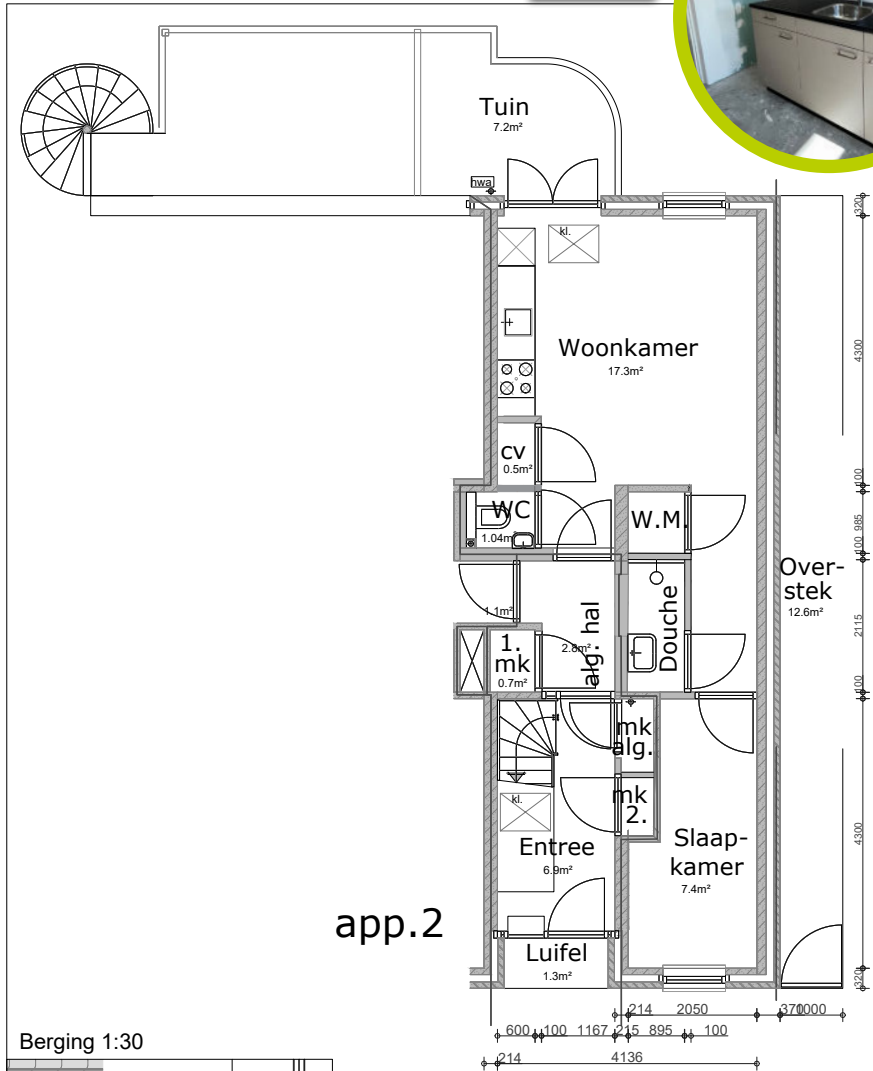 Tuin
7.2m²
hwa
kl.
Woonkamer
17.3m²
cv
0.5m²
WC
1.04m²
W.M.
Over-
stek
12.6m²
1.1m²
alg. hal
2.8m²
Douche
1.
mk
0.7m²
mk
alg.
mk
2.
kl.
Entree
6.9m²
Slaap-
kamer
7.4m²
app.2
Luifel
1.3m²
320
4300
100
985
100
2115
100
4300
320
214 2050 370 1000
600 100 1167 215 895 100
214 4136
Berging 1:30